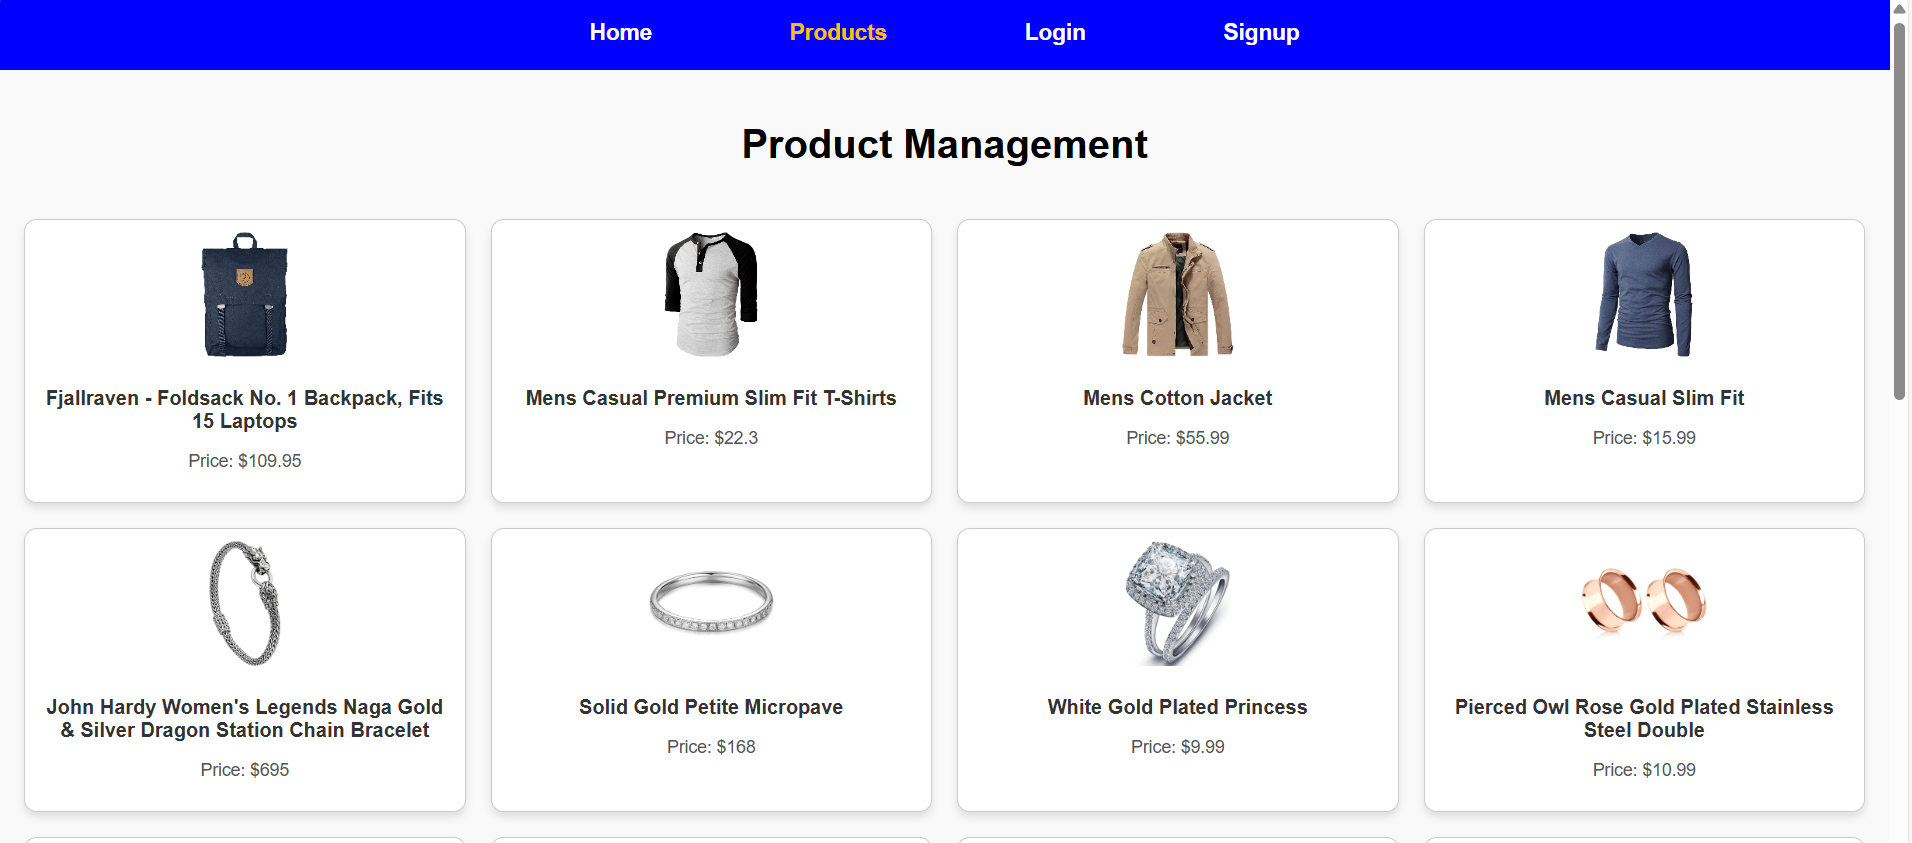 Home Products Login Signup
Product Management
Fjallraven - Foldsack No. 1 Backpack, Fits
15 Laptops
Price: $109.95
Mens Casual Premium Slim Fit T-Shirts
Price: $22.3
Mens Cotton Jacket
Price: $55.99
Mens Casual Slim Fit
Price: $15.99
John Hardy Women's Legends Naga Gold
& Silver Dragon Station Chain Bracelet
Price: $695
Solid Gold Petite Micropave
Price: $168
White Gold Plated Princess
Price: $9.99
Pierced Owl Rose Gold Plated Stainless
Steel Double
Price: $10.99